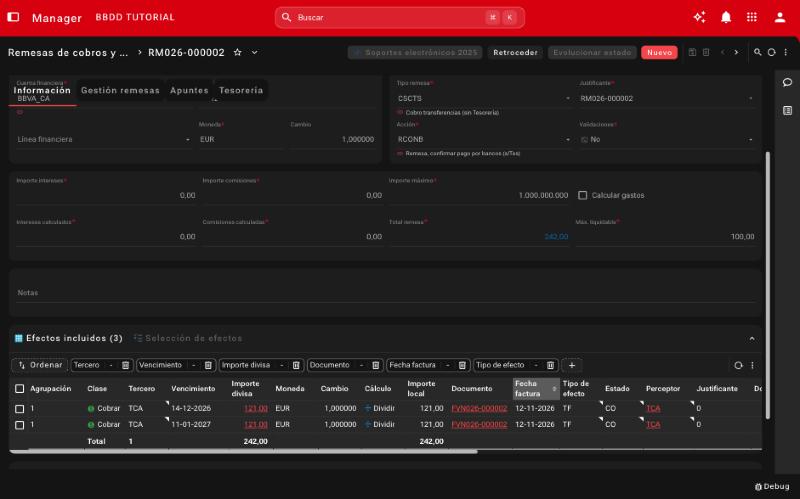 Manager BBDD TUTORIAL Buscar ⌘ K
Remesas de cobros y ... > RM026-000002 Soportes electrónicos 2025 Retroceder Evolucionar estado Nuevo
Cuenta financiera* Tipo remesa* Justificante*
Información Gestión remesas Apuntes Tesorería
BBVA_CA CSCTS RM026-000002
Cobro transferencias (sin Tesorería)
Moneda* Cambio Acción* Validaciones*
Línea financiera EUR 1,000000 RCONB No
Remesa, confirmar pago por bancos (s/Tes)
Importe intereses* Importe comisiones* Importe máximo*
0,00 0,00 1.000.000.000 Calcular gastos
Intereses calculados* Comisiones calculadas* Total remesa* Máx. liquidable*
0,00 0,00 242,00 100,00
Notas
Efectos incluidos (3) Selección de efectos
Ordenar Tercero - Vencimiento - Importe divisa - Documento - Fecha factura - Tipo de efecto - +
Agrupación Clase Tercero Vencimiento Importe divisa Moneda Cambio Cálculo Importe local Documento Fecha factura Tipo de efecto Estado Perceptor Justificante
1 Cobrar TCA 14-12-2026 121,00 EUR 1,000000 Dividir 121,00 FVN026-000002 12-11-2026 TF CO TCA 0
1 Cobrar TCA 11-01-2027 121,00 EUR 1,000000 Dividir 121,00 FVN026-000002 12-11-2026 TF CO TCA 0
Total 1 242,00 242,00
Debug